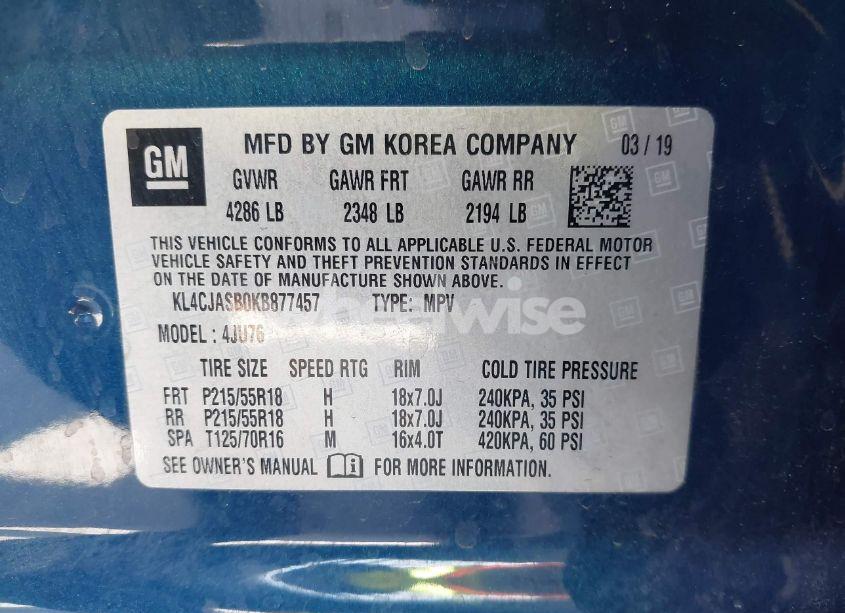 GM MFD BY GM KOREA COMPANY 03 / 19
GVWR GAWR FRT GAWR RR
4286 LB 2348 LB 2194 LB
THIS VEHICLE CONFORMS TO ALL APPLICABLE U.S. FEDERAL MOTOR
VEHICLE SAFETY AND THEFT PREVENTION STANDARDS IN EFFECT
ON THE DATE OF MANUFACTURE SHOWN ABOVE.
KL4CJASB0KB877457 TYPE: MPV
MODEL : 4JU76
TIRE SIZE SPEED RTG RIM COLD TIRE PRESSURE
FRT P215/55R18 H 18x7.0J 240KPA, 35 PSI
RR P215/55R18 H 18x7.0J 240KPA, 35 PSI
SPA T125/70R16 M 16x4.0T 420KPA, 60 PSI
SEE OWNER'S MANUAL FOR MORE INFORMATION.